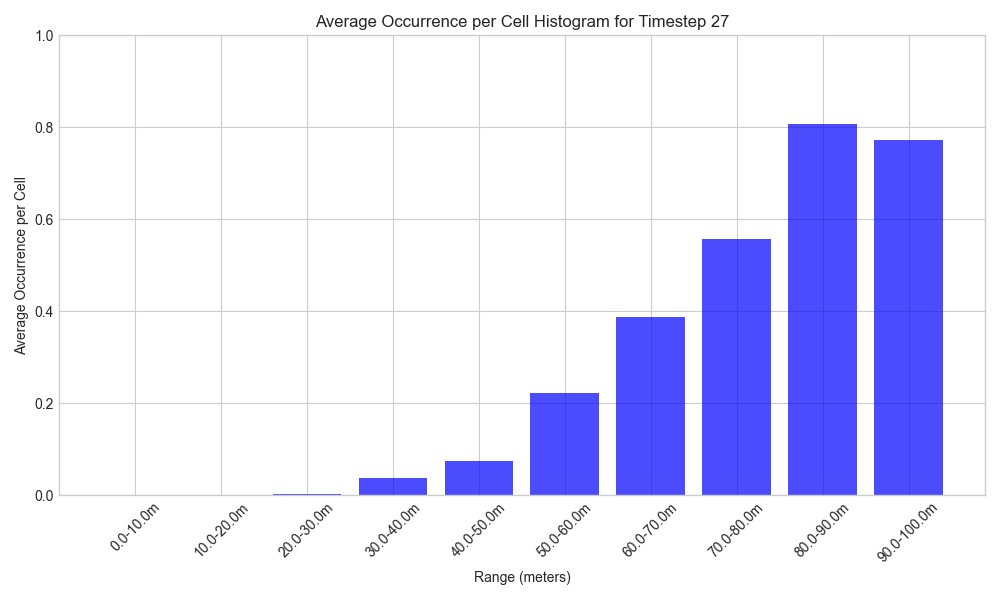 Average Occurrence per Cell Histogram for Timestep 27
Average Occurrence per Cell
1.0
0.8
0.6
0.4
0.2
0.0
0.0-10.0m
10.0-20.0m
20.0-30.0m
30.0-40.0m
40.0-50.0m
50.0-60.0m
60.0-70.0m
70.0-80.0m
80.0-90.0m
90.0-100.0m
Range (meters)